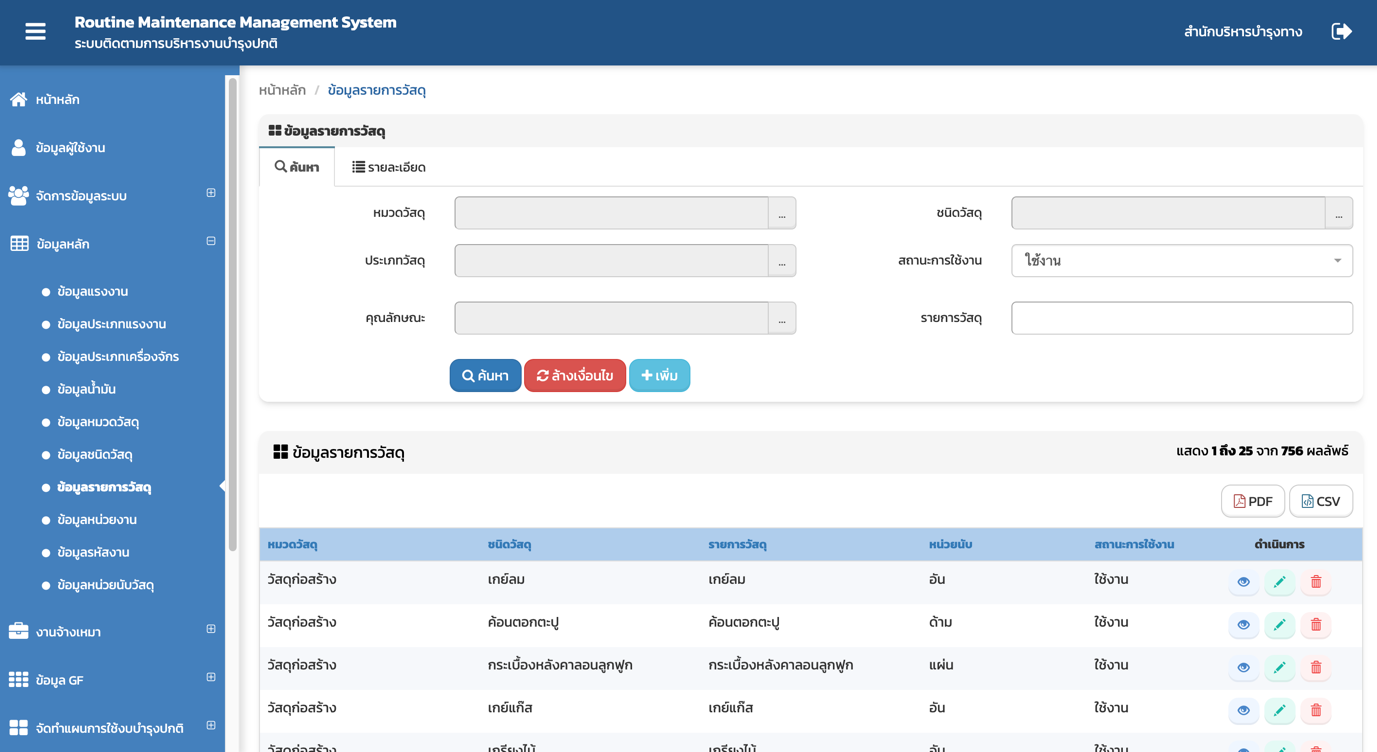 Routine Maintenance Management System
ระบบติดตามการบริหารงานบำรุงปกติ
สำนักบริหารบำรุงทาง
หน้าหลัก
ข้อมูลผู้ใช้งาน
จัดการข้อมูลระบบ
ข้อมูลหลัก
ข้อมูลแรงงาน
ข้อมูลประเภทแรงงาน
ข้อมูลประเภทเครื่องจักร
ข้อมูลน้ำมัน
ข้อมูลหมวดวัสดุ
ข้อมูลชนิดวัสดุ
ข้อมูลรายการวัสดุ
ข้อมูลหน่วยงาน
ข้อมูลรหัสงาน
ข้อมูลหน่วยนับวัสดุ
งานจ้างเหมา
ข้อมูล GF
จัดทำแผนการใช้งบบำรุงปกติ
หน้าหลัก / ข้อมูลรายการวัสดุ
ข้อมูลรายการวัสดุ
ค้นหา รายละเอียด
หมวดวัสดุ ... ชนิดวัสดุ ...
ประเภทวัสดุ ... สถานะการใช้งาน ใช้งาน
คุณลักษณะ ... รายการวัสดุ
ค้นหา ล้างเงื่อนไข เพิ่ม
ข้อมูลรายการวัสดุ แสดง 1 ถึง 25 จาก 756 ผลลัพธ์
PDF CSV
หมวดวัสดุ ชนิดวัสดุ รายการวัสดุ หน่วยนับ สถานะการใช้งาน ดำเนินการ
วัสดุก่อสร้าง เกย์ลม เกย์ลม อัน ใช้งาน
วัสดุก่อสร้าง ค้อนตอกตะปู ค้อนตอกตะปู ด้าม ใช้งาน
วัสดุก่อสร้าง กระเบื้องหลังคาลอนลูกฟูก กระเบื้องหลังคาลอนลูกฟูก แผ่น ใช้งาน
วัสดุก่อสร้าง เกย์แก๊ส เกย์แก๊ส อัน ใช้งาน
วัสดุก่อสร้าง เกรียงไม้ เกรียงไม้ อัน ใช้งาน